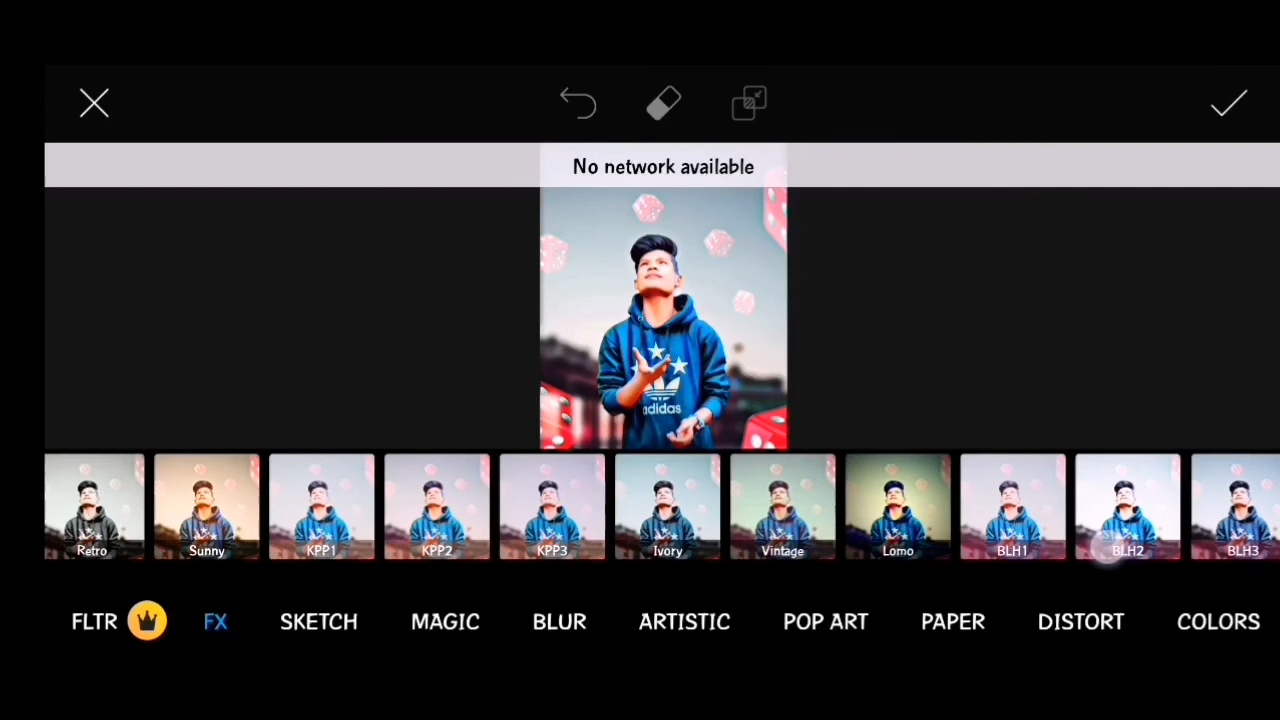 No network available
adidas
Retro
Sunny
KPP1
KPP2
KPP3
Ivory
Vintage
Lomo
BLH1
BLH2
BLH3
FLTR
FX
SKETCH
MAGIC
BLUR
ARTISTIC
POP ART
PAPER
DISTORT
COLORS